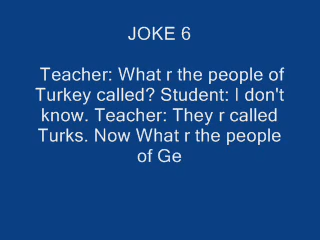 JOKE 6
Teacher: What r the people of
Turkey called? Student: I don't
know. Teacher: They r called
Turks. Now What r the people
of Ge